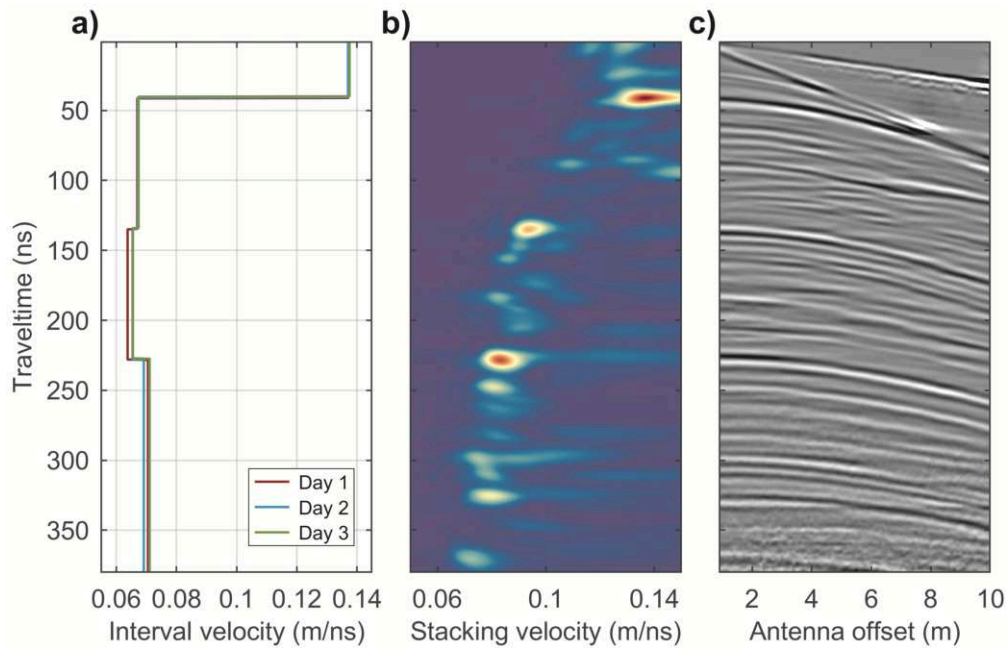 a)
b)
c)
Traveltime (ns)
50
100
150
200
250
300
350
Day 1
Day 2
Day 3
0.06 0.08 0.1 0.12 0.14
0.06 0.1
2 4 6 8 10
Interval velocity (m/ns)
Stacking velocity (m/ns)
Antenna offset (m)